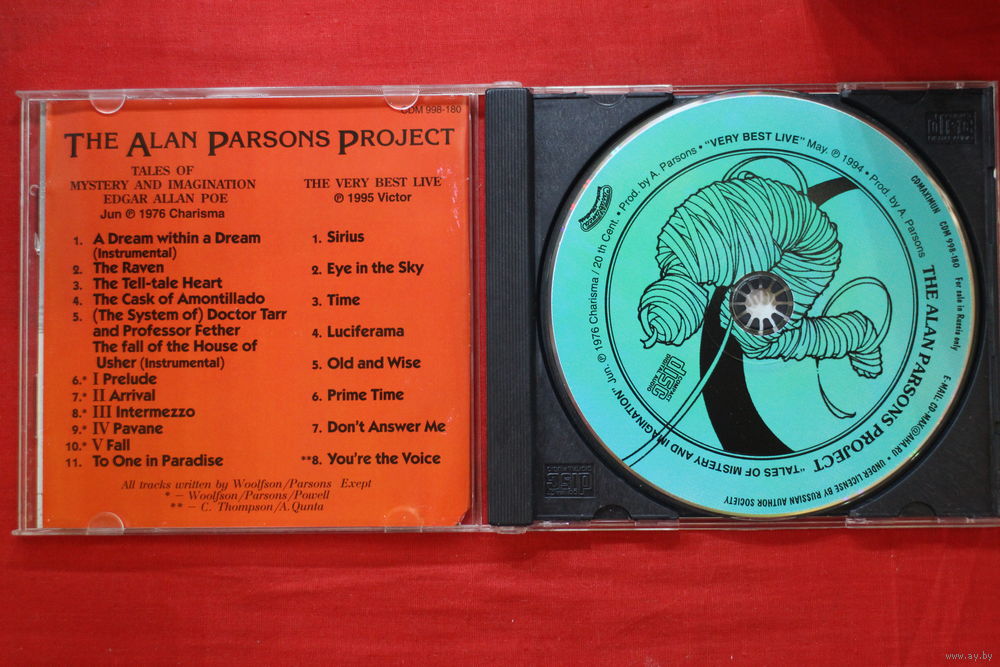 CDM 998-180
THE ALAN PARSONS PROJECT
TALES OF
MYSTERY AND IMAGINATION
EDGAR ALLAN POE
Jun ℗ 1976 Charisma
1. A Dream within a Dream
(Instrumental)
2. The Raven
3. The Tell-tale Heart
4. The Cask of Amontillado
5. (The System of) Doctor Tarr
and Professor Fether
The fall of the House of
Usher (Instrumental)
6.* I Prelude
7.* II Arrival
8.* III Intermezzo
9.* IV Pavane
10.* V Fall
11. To One in Paradise
THE VERY BEST LIVE
℗ 1995 Victor
1. Sirius
2. Eye in the Sky
3. Time
4. Luciferama
5. Old and Wise
6. Prime Time
7. Don't Answer Me
**8. You're the Voice
All tracks written by Woolfson/Parsons Exept
* – Woolfson/Parsons/Powell
** – C. Thompson/A.Qunta
THE ALAN PARSONS PROJECT
"TALES OF MISTERY AND IMAGINATION" Jun. ℗ 1976 Charisma / 20 th Cent. • Prod. by A. Parsons • "VERY BEST LIVE" May. ℗ 1994 • Prod. by A. Parsons
CDMAXIMUN CDM 998-180 For sale in Russia only
E-MAIL CD-MAX@AHA.RU • UNDER LICENSE BY RUSSIAN AUTHOR SOCIETY
COMPACT
disc
DIGITAL AUDIO
www.ay.by